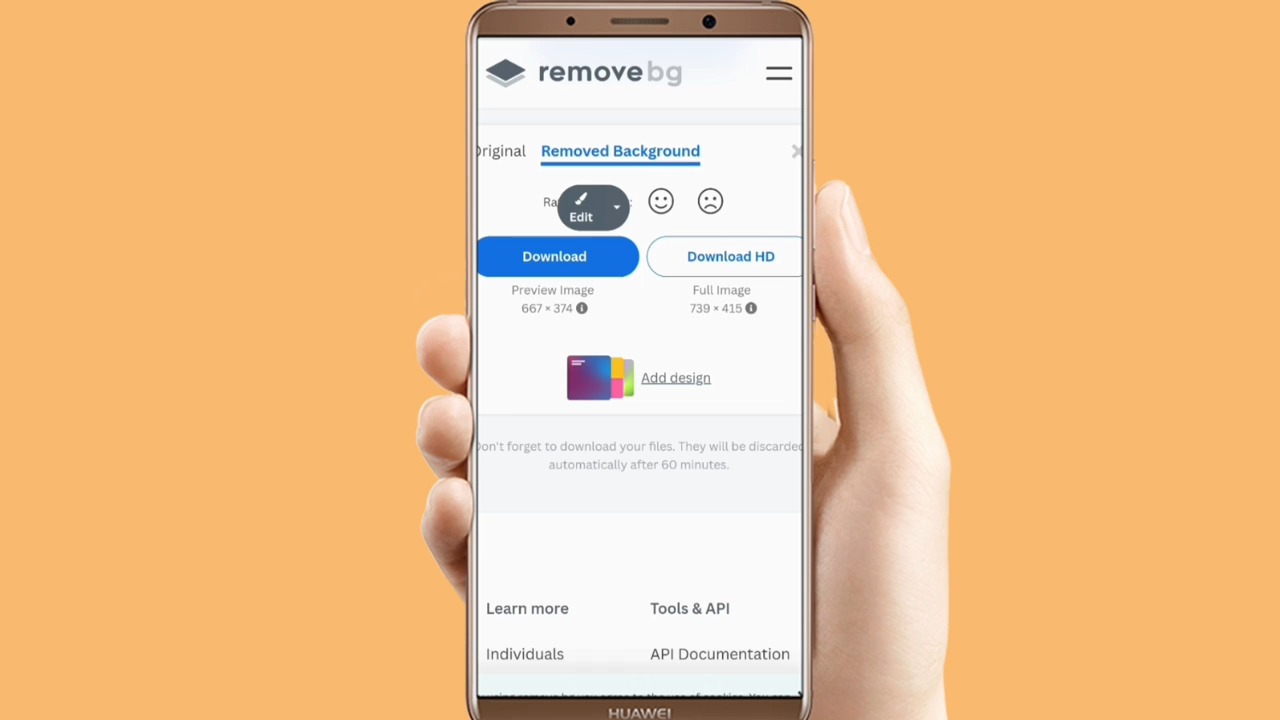 removebg
Original Removed Background
Edit
Download Download HD
Preview Image Full Image
667 × 374 739 × 415
Add design
Don't forget to download your files. They will be discarded
automatically after 60 minutes.
Learn more Tools & API
Individuals API Documentation
HUAWEI